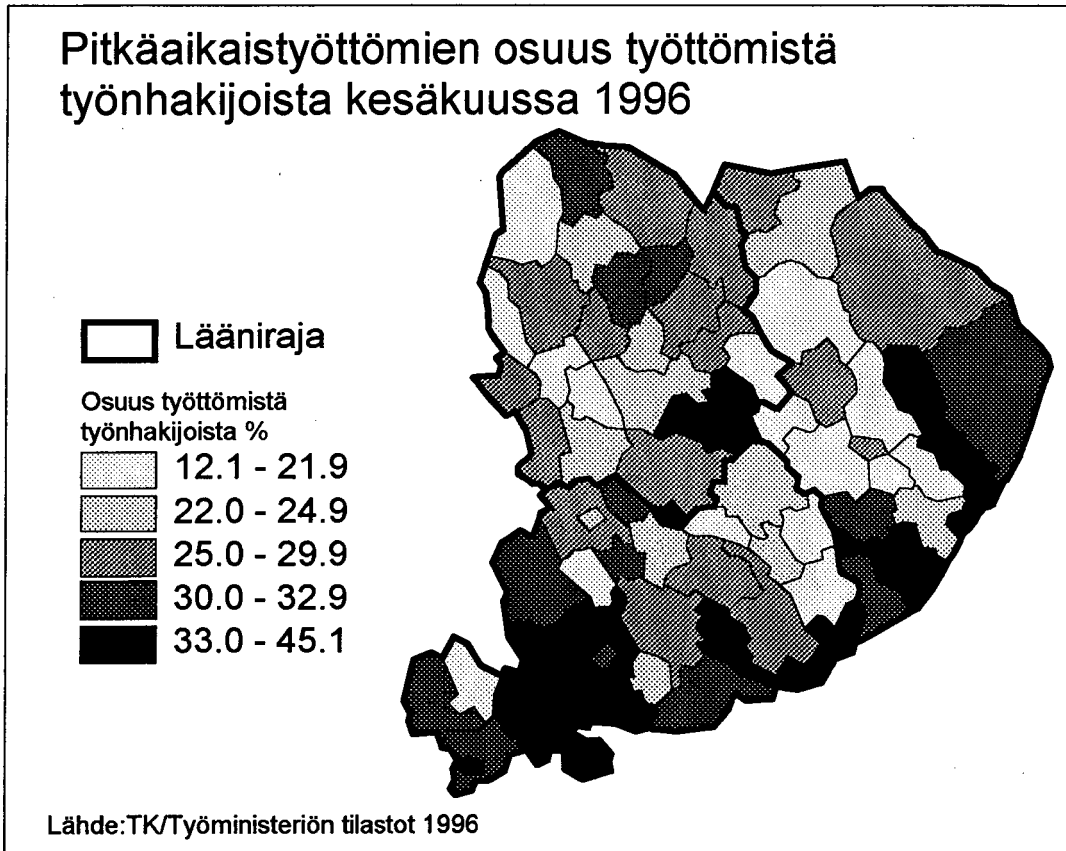 Pitkäaikaistyöttömien osuus työttömistä
työnhakijoista kesäkuussa 1996
Lääniraja
Osuus työttömistä
työnhakijoista %
12.1 - 21.9
22.0 - 24.9
25.0 - 29.9
30.0 - 32.9
33.0 - 45.1
Lähde:TK/Työministeriön tilastot 1996